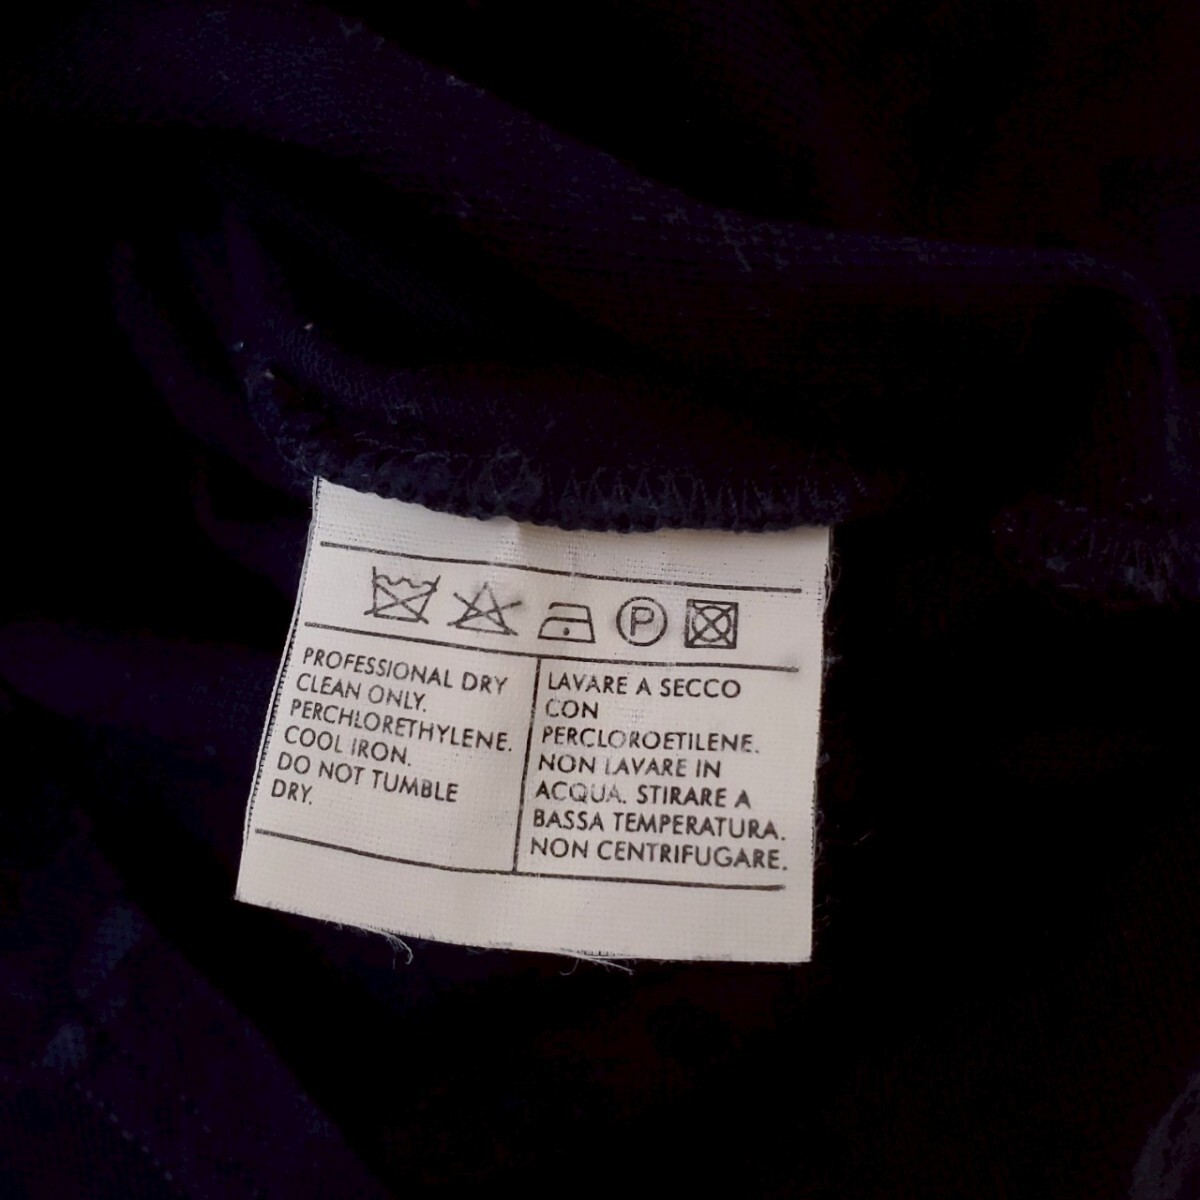 P
PROFESSIONAL DRY
CLEAN ONLY.
PERCHLORETHYLENE.
COOL IRON.
DO NOT TUMBLE
DRY.
LAVARE A SECCO
CON
PERCLOROETILENE.
NON LAVARE IN
ACQUA. STIRARE A
BASSA TEMPERATURA.
NON CENTRIFUGARE.